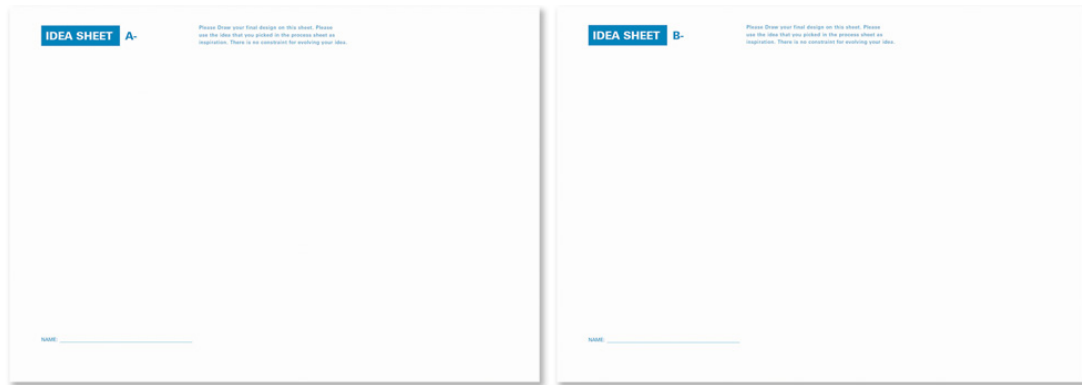 IDEA SHEET A-
Please Draw your final design on this sheet. Please
use the idea that you picked in the process sheet as
inspiration. There is no constraint for evolving your idea.
NAME:
IDEA SHEET B-
Please Draw your final design on this sheet. Please
use the idea that you picked in the process sheet as
inspiration. There is no constraint for evolving your idea.
NAME: